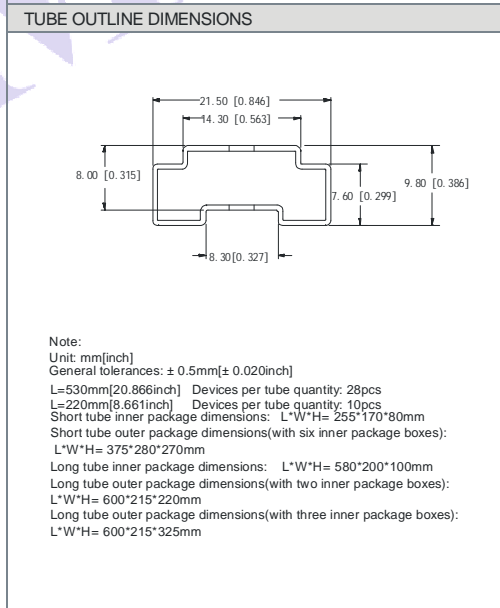 TUBE OUTLINE DIMENSIONS
21.50 [0.846]
14.30 [0.563]
8.00 [0.315]
7.60 [0.299]
9.80 [0.386]
8.30[0.327]
Note:
Unit: mm[inch]
General tolerances: ± 0.5mm[± 0.020inch]
L=530mm[20.866inch] Devices per tube quantity: 28pcs
L=220mm[8.661inch] Devices per tube quantity: 10pcs
Short tube inner package dimensions: L*W*H= 255*170*80mm
Short tube outer package dimensions(with six inner package boxes):
L*W*H= 375*280*270mm
Long tube inner package dimensions: L*W*H= 580*200*100mm
Long tube outer package dimensions(with two inner package boxes):
L*W*H= 600*215*220mm
Long tube outer package dimensions(with three inner package boxes):
L*W*H= 600*215*325mm